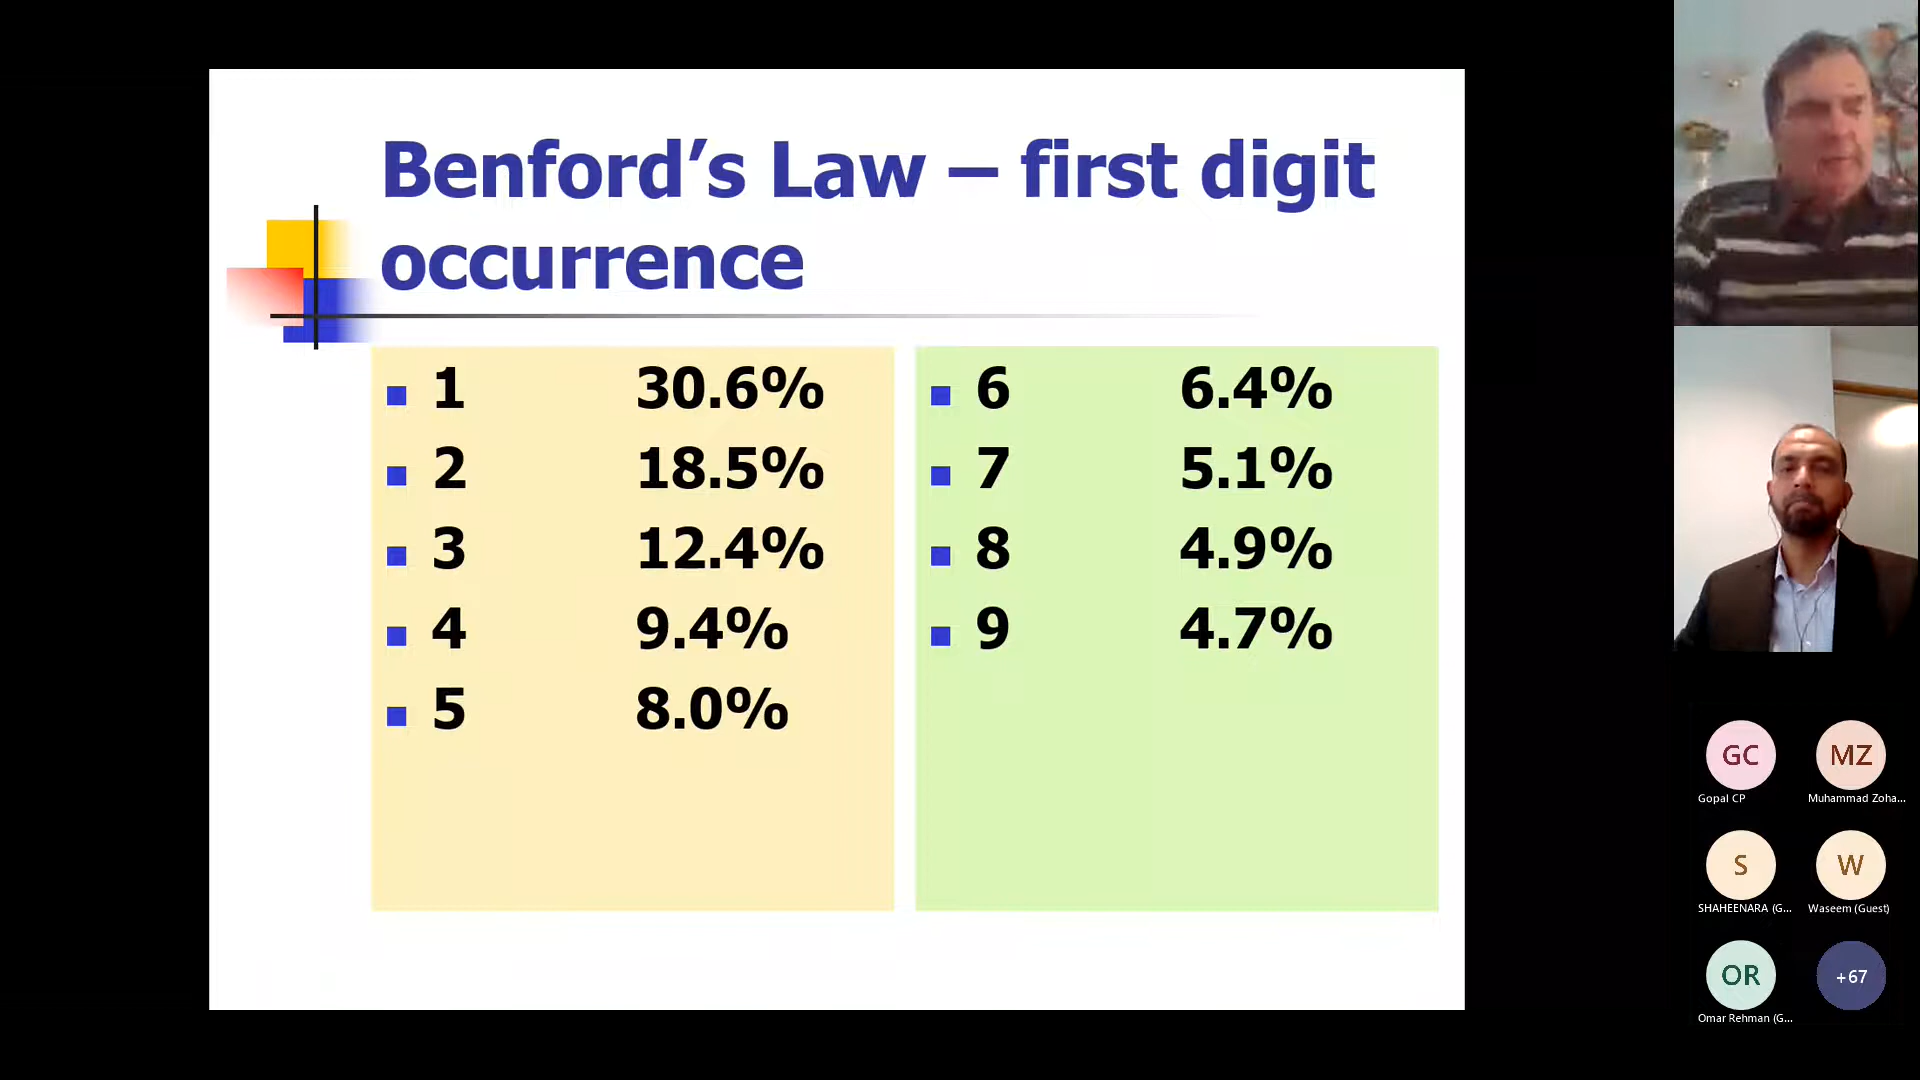 Benford’s Law – first digit
occurrence
1 30.6%
2 18.5%
3 12.4%
4 9.4%
5 8.0%
6 6.4%
7 5.1%
8 4.9%
9 4.7%
GC
Gopal CP
MZ
Muhammad Zoha...
S
SHAHEENARA (G...
W
Waseem (Guest)
OR
Omar Rehman (G...
+67